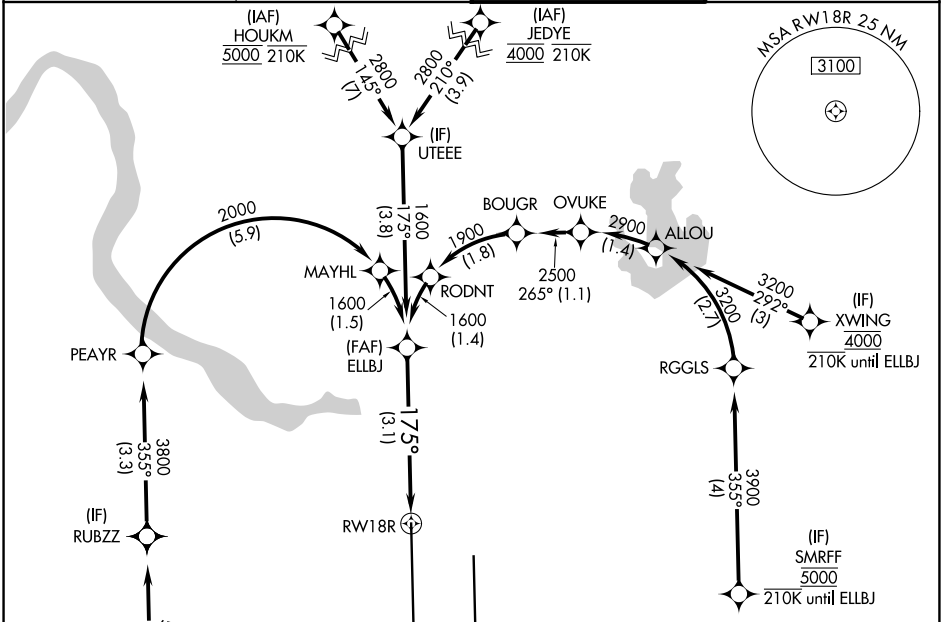 (IAF)
HOUKM
5000 210K
(IAF)
JEDYE
4000 210K
MSA RW18R 25 NM
3100
2800
145°
(7)
2800
210°
(3.9)
(IF)
UTEEE
1600
175°
(3.8)
2000
(5.9)
BOUGR
OVUKE
ALLOU
1900
(1.8)
2900
(1.4)
2500
265° (1.1)
MAYHL
RODNT
1600
(1.5)
1600
(1.4)
3200
(2.7)
3200
292°
(3)
(IF)
XWING
4000
210K until ELLBJ
PEAYR
(FAF)
ELLBJ
RGGLS
175°
(3.1)
3800
355°
(3.3)
3900
355°
(4)
(IF)
RUBZZ
RW18R
(IF)
SMRFF
5000
210K until ELLBJ